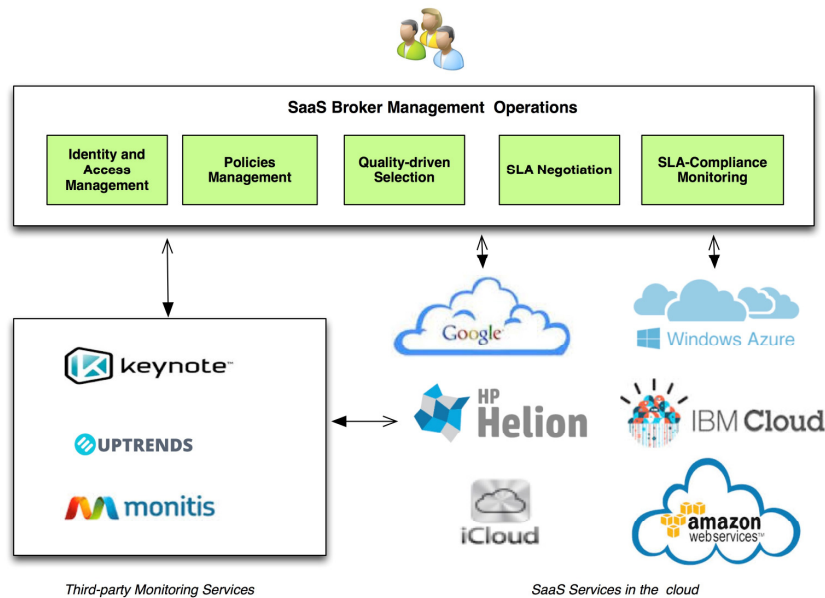 SaaS Broker Management Operations
Identity and
Access
Management
Policies
Management
Quality-driven
Selection
SLA Negotiation
SLA-Compliance
Monitoring
keynote™
UPTRENDS
monitis
Google
Windows Azure
HP
Helion
IBM Cloud
iCloud
amazon
webservices™
Third-party Monitoring Services
SaaS Services in the cloud